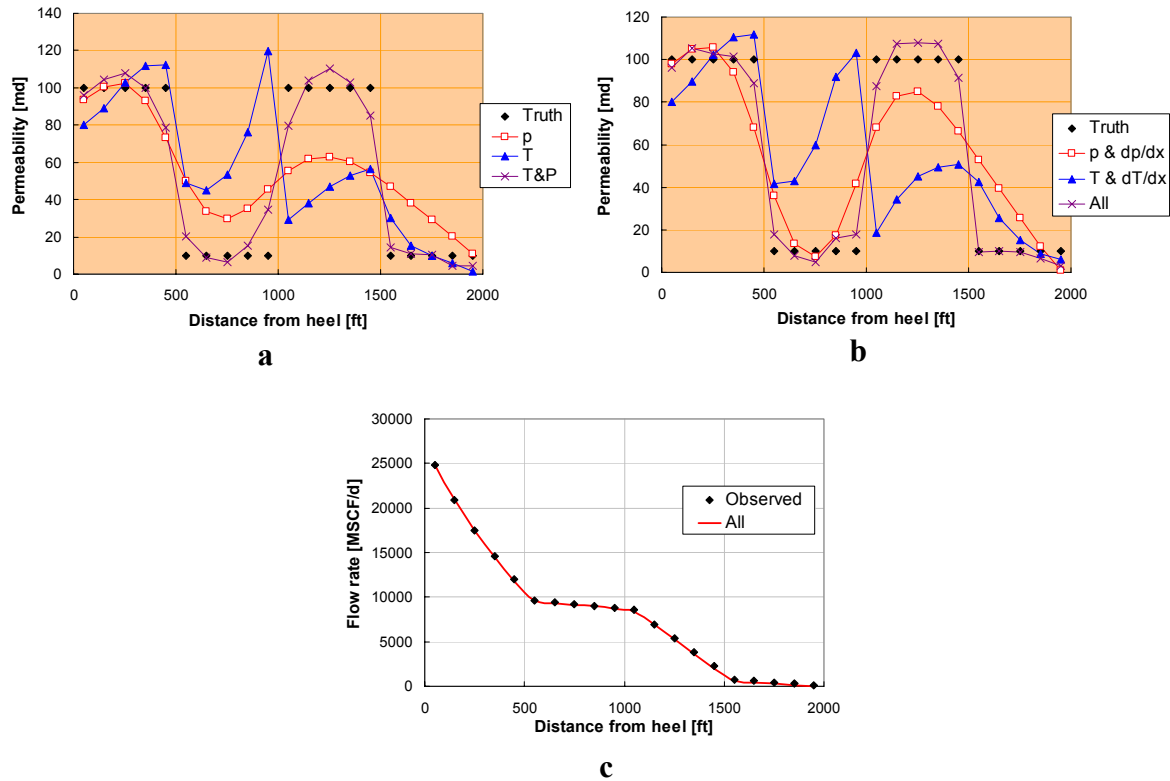 140
120
100
80
60
40
20
0
Permeability [md]
0 500 1000 1500 2000
Distance from heel [ft]
Truth
p
T
T&P
a
120
100
80
60
40
20
0
Permeability [md]
0 500 1000 1500 2000
Distance from heel [ft]
Truth
p & dp/dx
T & dT/dx
All
b
30000
25000
20000
15000
10000
5000
0
Flow rate [MSCF/d]
0 500 1000 1500 2000
Distance from heel [ft]
Observed
All
c